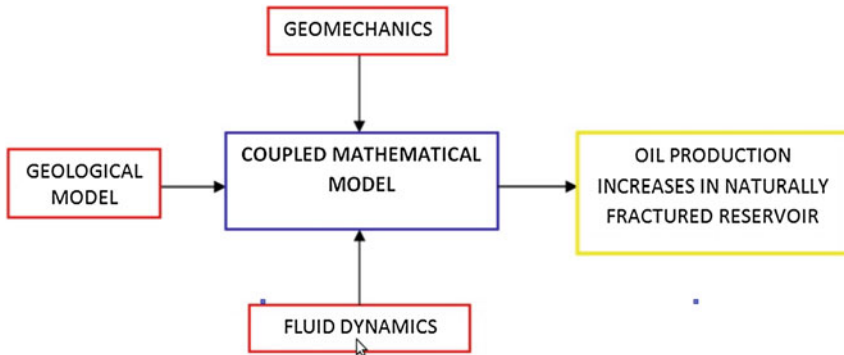 GEOMECHANICS
GEOLOGICAL
MODEL
COUPLED MATHEMATICAL
MODEL
OIL PRODUCTION
INCREASES IN NATURALLY
FRACTURED RESERVOIR
FLUID DYNAMICS